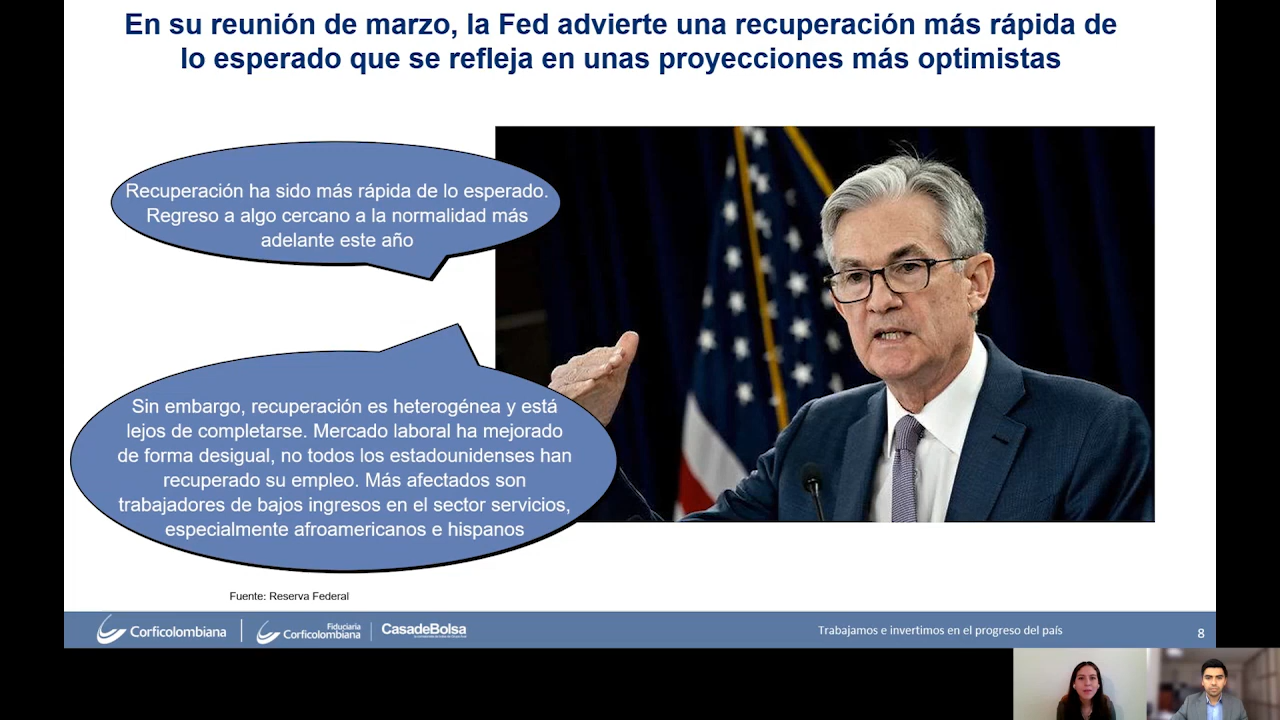 En su reunión de marzo, la Fed advierte una recuperación más rápida de
lo esperado que se refleja en unas proyecciones más optimistas
Recuperación ha sido más rápida de lo esperado.
Regreso a algo cercano a la normalidad más
adelante este año
Sin embargo, recuperación es heterogénea y está
lejos de completarse. Mercado laboral ha mejorado
de forma desigual, no todos los estadounidenses han
recuperado su empleo. Más afectados son
trabajadores de bajos ingresos en el sector servicios,
especialmente afroamericanos e hispanos
Fuente: Reserva Federal
Corficolombiana
Fiduciaria
Corficolombiana
CasadeBolsa
Trabajamos e invertimos en el progreso del país
8